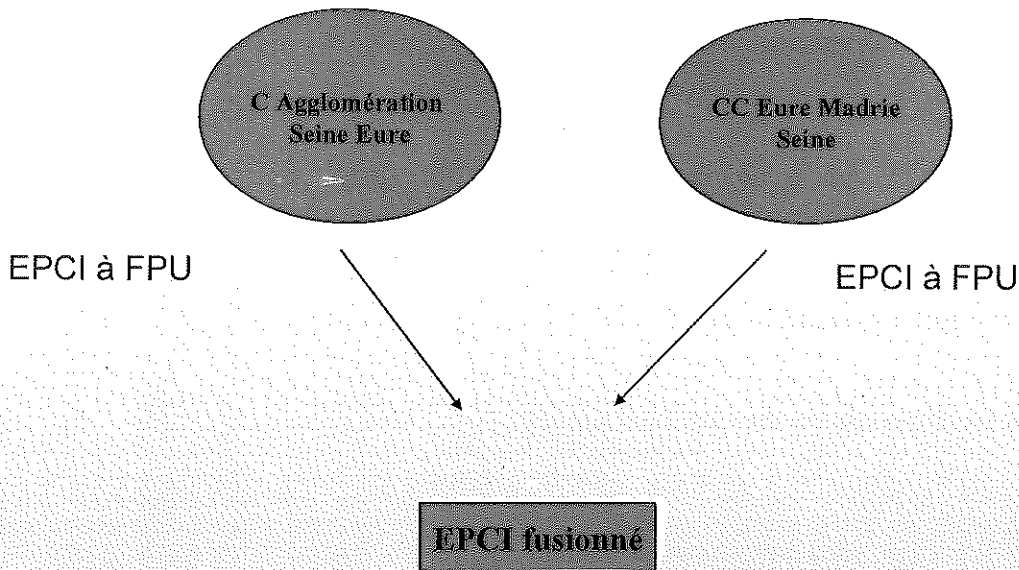 C Agglomération
Seine Eure
CC Eure Madrie
Seine
EPCI à FPU
EPCI à FPU
EPCI fusionné